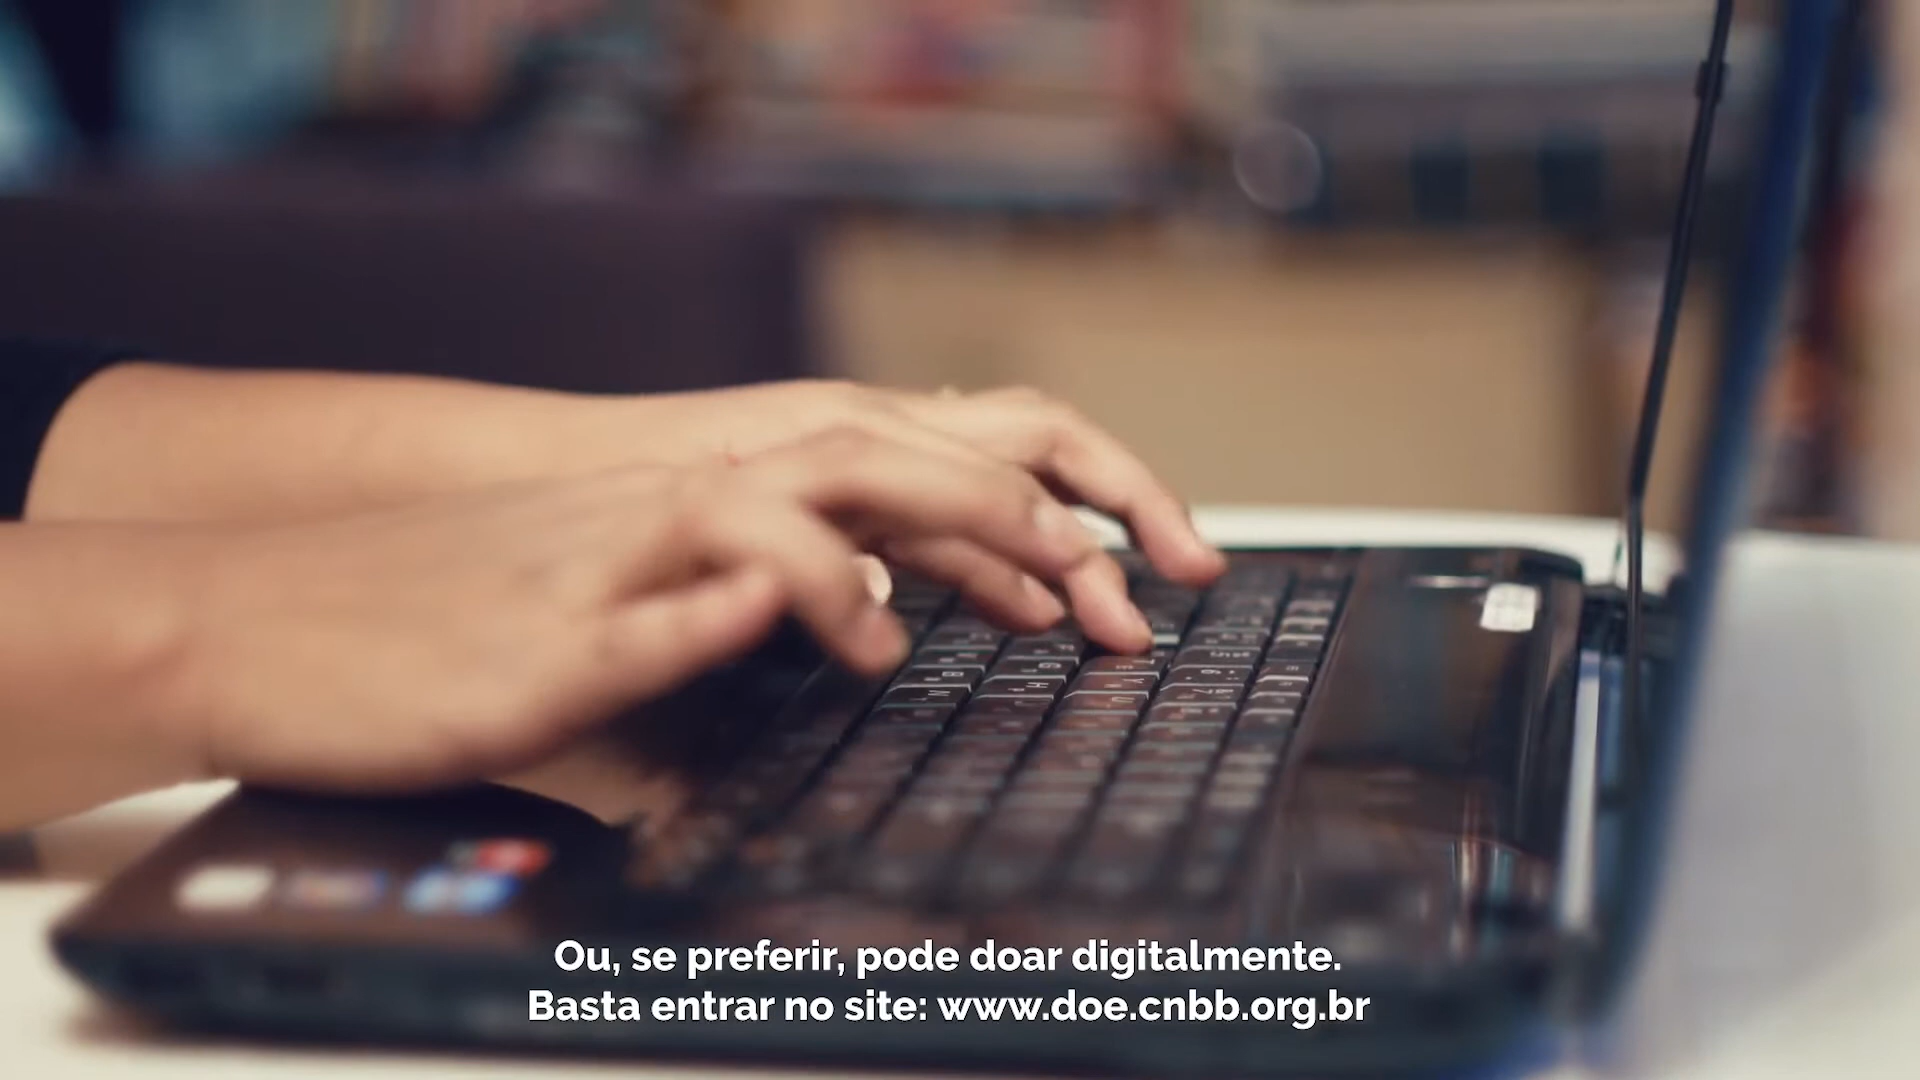 Ou, se preferir, pode doar digitalmente.
Basta entrar no site: www.doe.cnbb.org.br